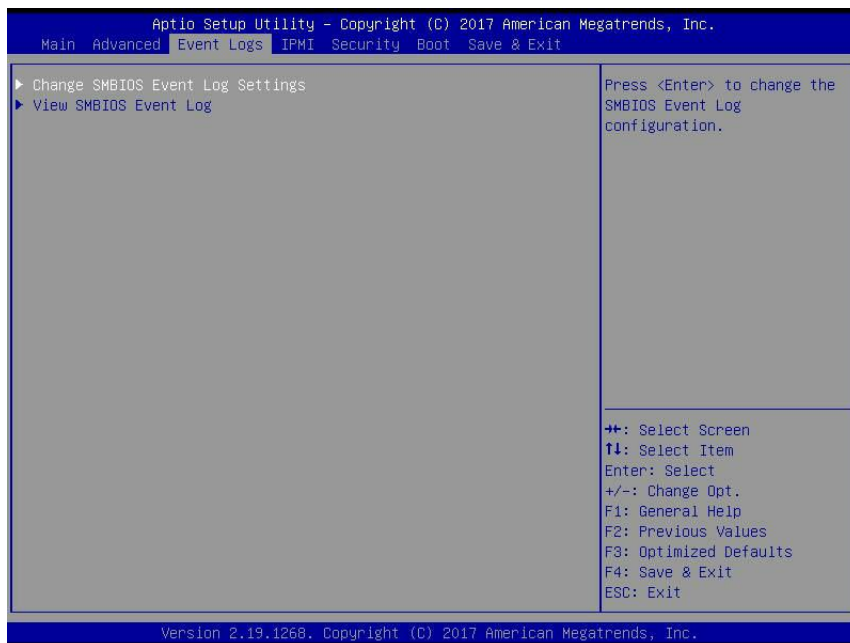 Aptio Setup Utility – Copyright (C) 2017 American Megatrends, Inc.
Main Advanced Event Logs IPMI Security Boot Save & Exit
▶ Change SMBIOS Event Log Settings
▶ View SMBIOS Event Log
Press <Enter> to change the
SMBIOS Event Log
configuration.
→←: Select Screen
↑↓: Select Item
Enter: Select
+/-: Change Opt.
F1: General Help
F2: Previous Values
F3: Optimized Defaults
F4: Save & Exit
ESC: Exit
Version 2.19.1268. Copyright (C) 2017 American Megatrends, Inc.